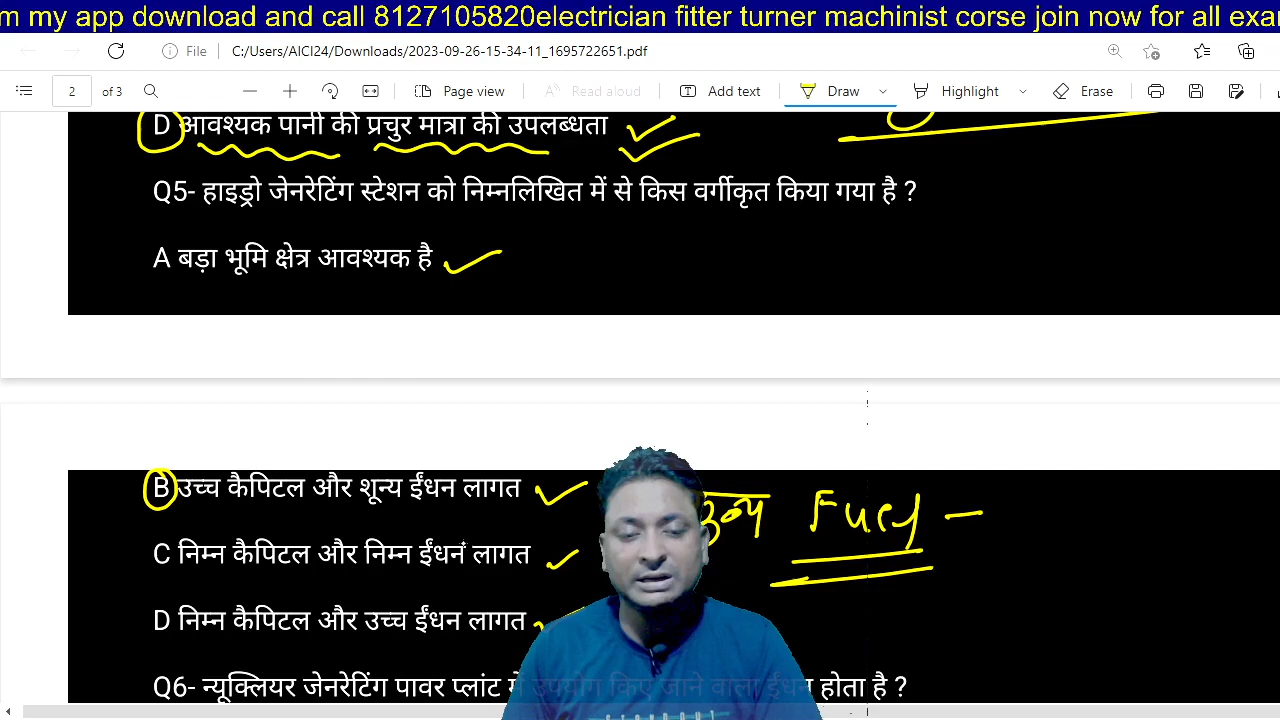 m my app download and call 8127105820electrician fitter turner machinist corse join now for all exa
File C:/Users/AICI24/Downloads/2023-09-26-15-34-11_1695722651.pdf
2 of 3 Page view Read aloud Add text Draw Highlight Erase
D आवश्यक पानी की प्रचुर मात्रा की उपलब्धता
Q5- हाइड्रो जेनरेटिंग स्टेशन को निम्नलिखित में से किस वर्गीकृत किया गया है ?
A बड़ा भूमि क्षेत्र आवश्यक है
B उच्च कैपिटल और शून्य ईंधन लागत
Fuel
C निम्न कैपिटल और निम्न ईंधन लागत
D निम्न कैपिटल और उच्च ईंधन लागत
Q6- न्यूक्लियर जेनरेटिंग पावर प्लांट में उपयोग किए जाने वाला ईंधन होता है ?